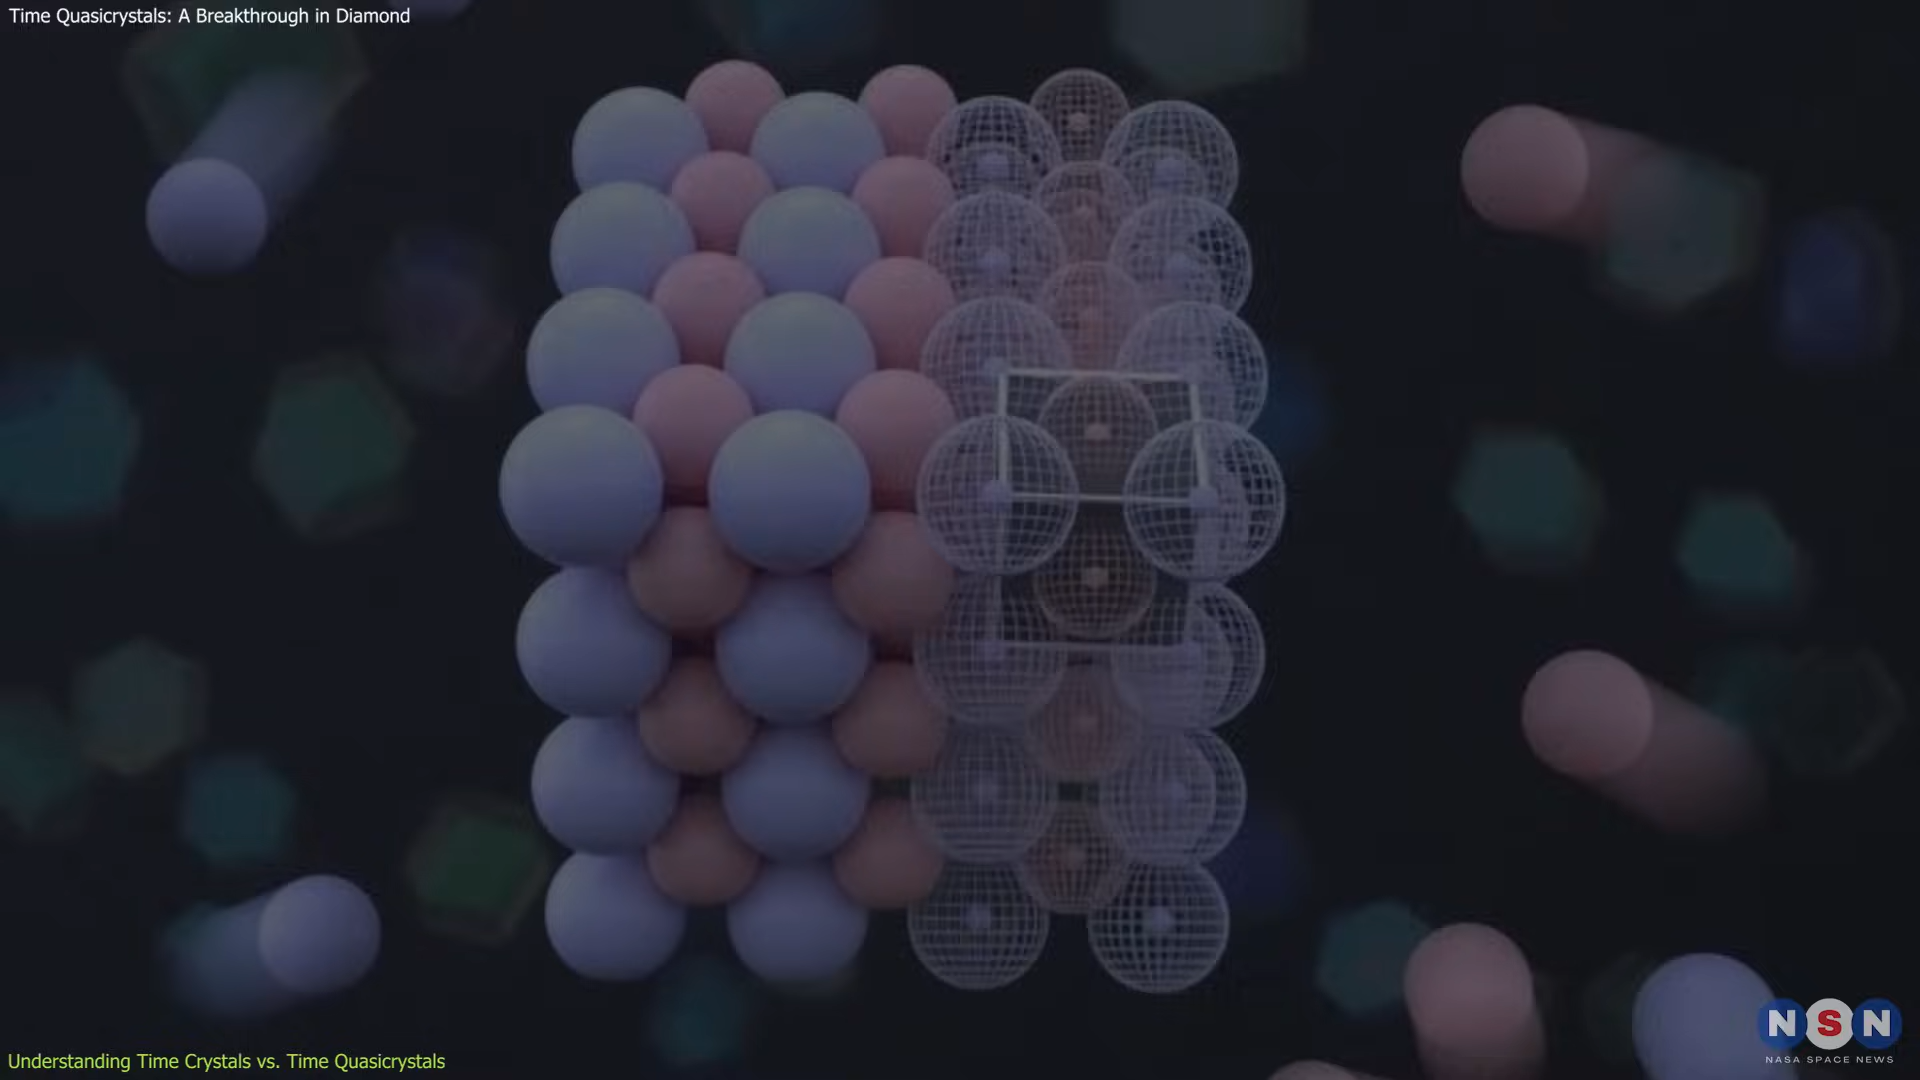 Time Quasicrystals: A Breakthrough in Diamond
Understanding Time Crystals vs. Time Quasicrystals
NSN
NASA SPACE NEWS